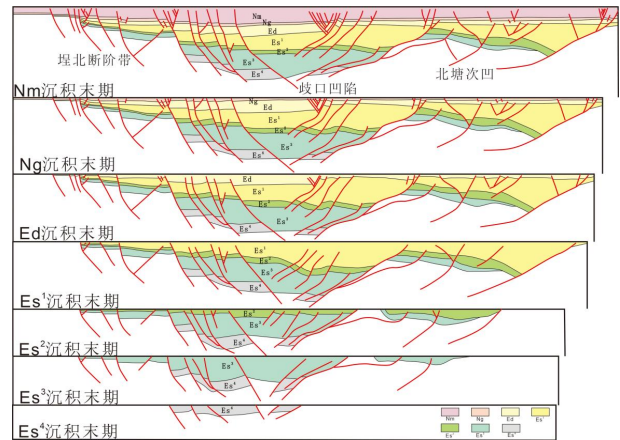 Nm
Ng
Ed
Es¹
Es²
Es³
Es⁴
埕北断阶带
歧口凹陷
北塘次凹
Nm沉积末期
Ng
Ed
Es¹
Es²
Es³
Es⁴
Ng沉积末期
Ed
Es¹
Es²
Es³
Es⁴
Ed沉积末期
Es¹
Es²
Es³
Es⁴
Es¹沉积末期
Es³
Es⁴
Es²沉积末期
Es³
Es⁴
Es³沉积末期
Es⁴
Es⁴沉积末期
Nm Ng Ed Es¹
Es² Es³ Es⁴